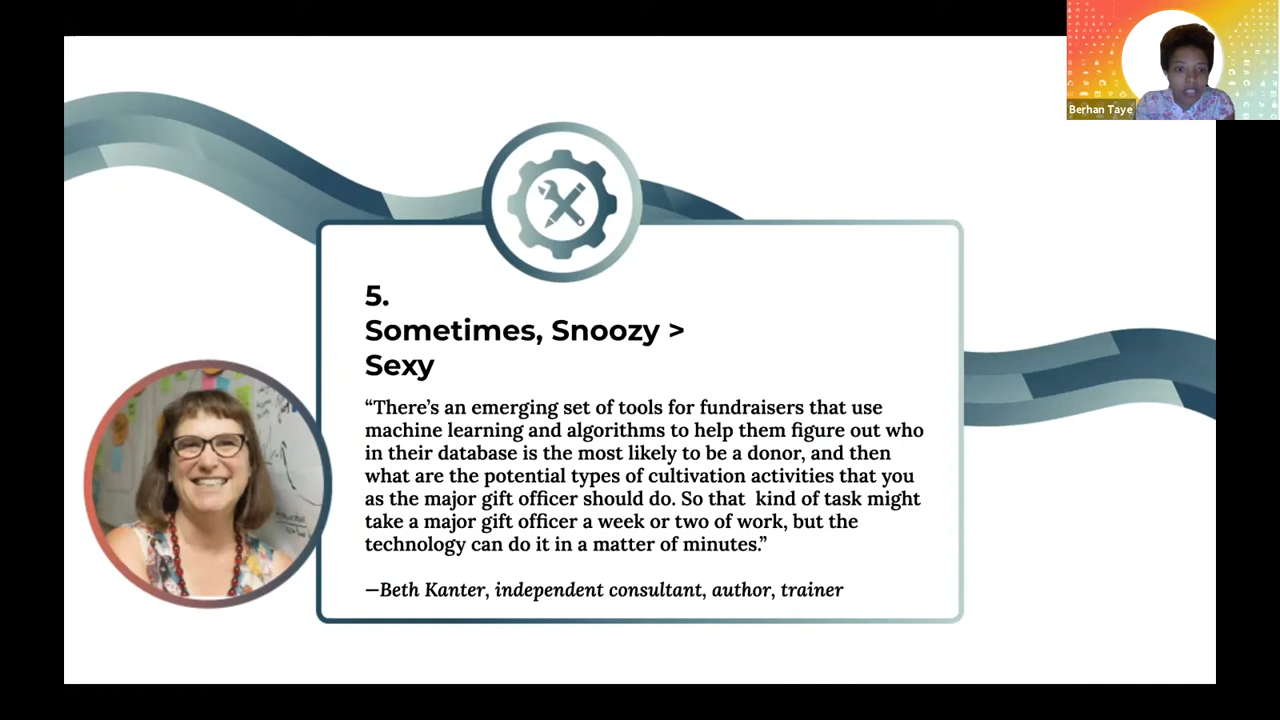 Berhan Taye
5.
Sometimes, Snoozy >
Sexy
“There’s an emerging set of tools for fundraisers that use
machine learning and algorithms to help them figure out who
in their database is the most likely to be a donor, and then
what are the potential types of cultivation activities that you
as the major gift officer should do. So that  kind of task might
take a major gift officer a week or two of work, but the
technology can do it in a matter of minutes.”
—Beth Kanter, independent consultant, author, trainer